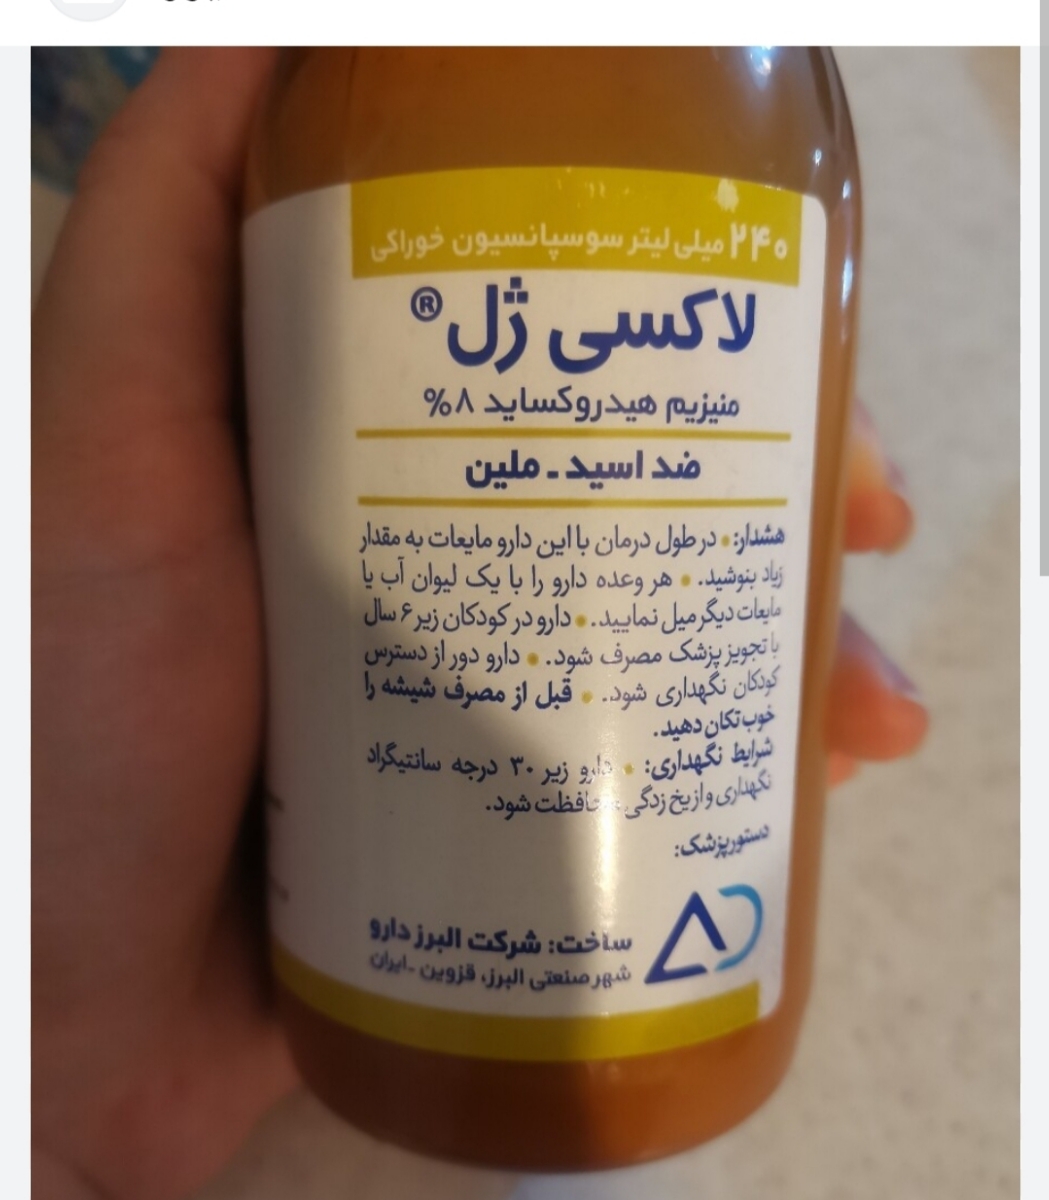 ۲۴۰ میلی لیتر سوسپانسیون خوراکی
لاکسی ژل®
منیزیم هیدروکساید ۸%
ضد اسید ـ ملین
هشدار: • در طول درمان با این دارو مایعات به مقدار
زیاد بنوشید. • هر وعده دارو را با یک لیوان آب یا
مایعات دیگر میل نمایید. • دارو در کودکان زیر ۶ سال
با تجویز پزشک مصرف شود. • دارو دور از دسترس
کودکان نگهداری شود. • قبل از مصرف شیشه را
خوب تکان دهید.
شرایط نگهداری: • دارو زیر ۳۰ درجه سانتیگراد
نگهداری و از یخ زدگی محافظت شود.
دستور پزشک:
ساخت: شرکت البرز دارو
شهر صنعتی البرز، قزوین ـ ایران